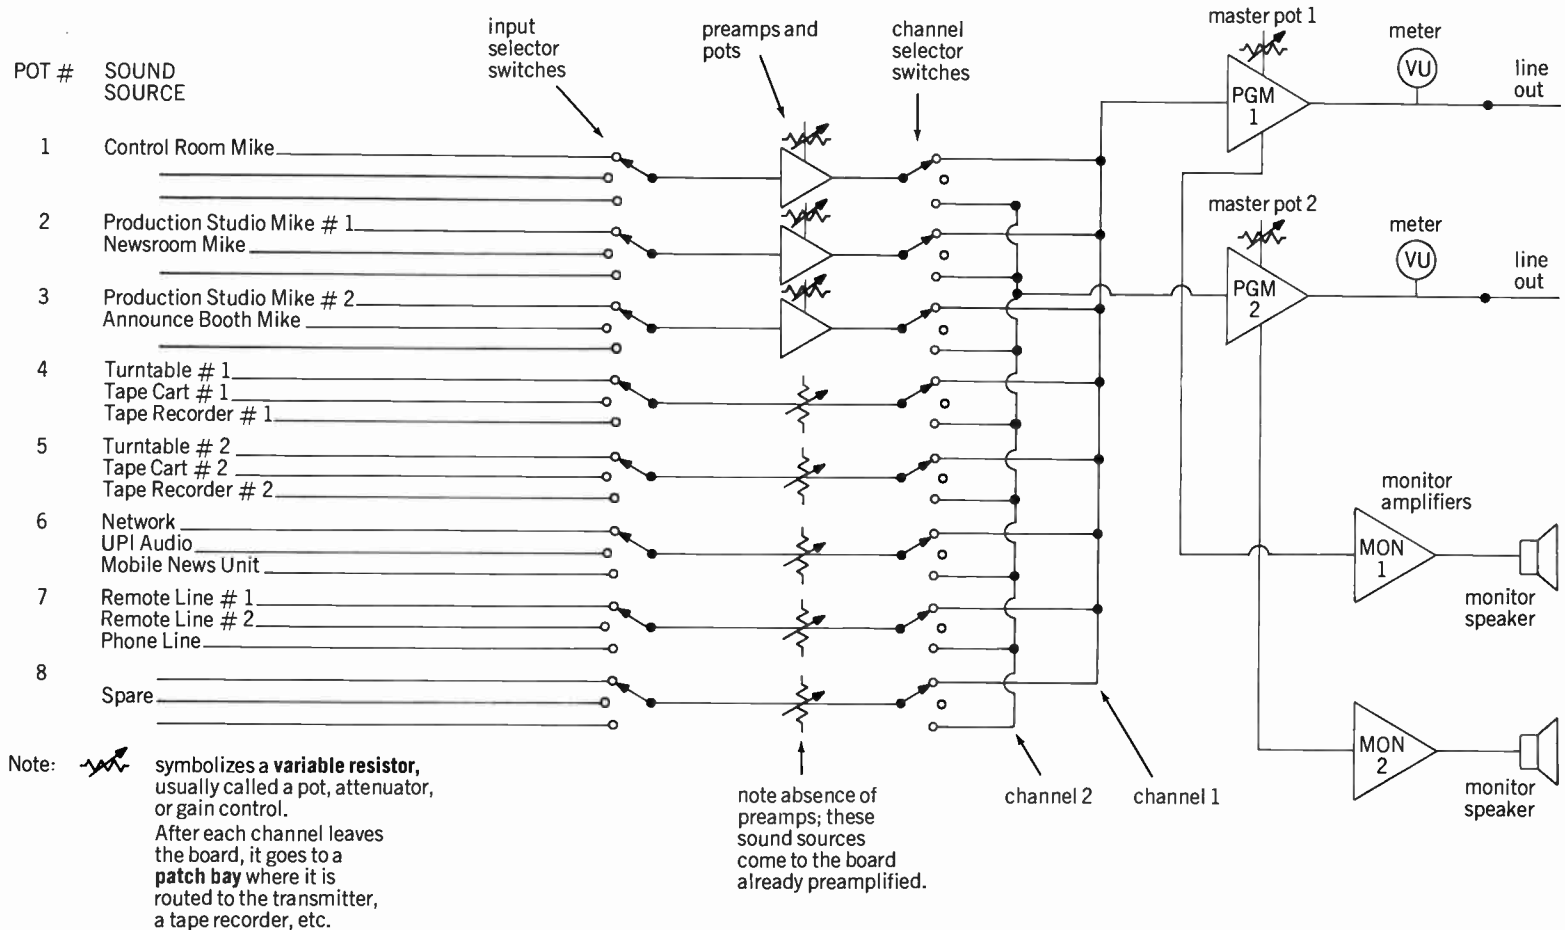 POT #
SOUND
SOURCE
input
selector
switches
preamps and
pots
channel
selector
switches
master pot 1
meter
VU
line
out
PGM
1
1
Control Room Mike
2
Production Studio Mike # 1
Newsroom Mike
master pot 2
meter
VU
line
out
PGM
2
3
Production Studio Mike # 2
Announce Booth Mike
4
Turntable # 1
Tape Cart # 1
Tape Recorder # 1
5
Turntable # 2
Tape Cart # 2
Tape Recorder # 2
6
Network
UPI Audio
Mobile News Unit
7
Remote Line # 1
Remote Line # 2
Phone Line
8
Spare
monitor
amplifiers
MON
1
monitor
speaker
MON
2
monitor
speaker
Note:
symbolizes a variable resistor,
usually called a pot, attenuator,
or gain control.
After each channel leaves
the board, it goes to a
patch bay where it is
routed to the transmitter,
a tape recorder, etc.
note absence of
preamps; these
sound sources
come to the board
already preamplified.
channel 2
channel 1